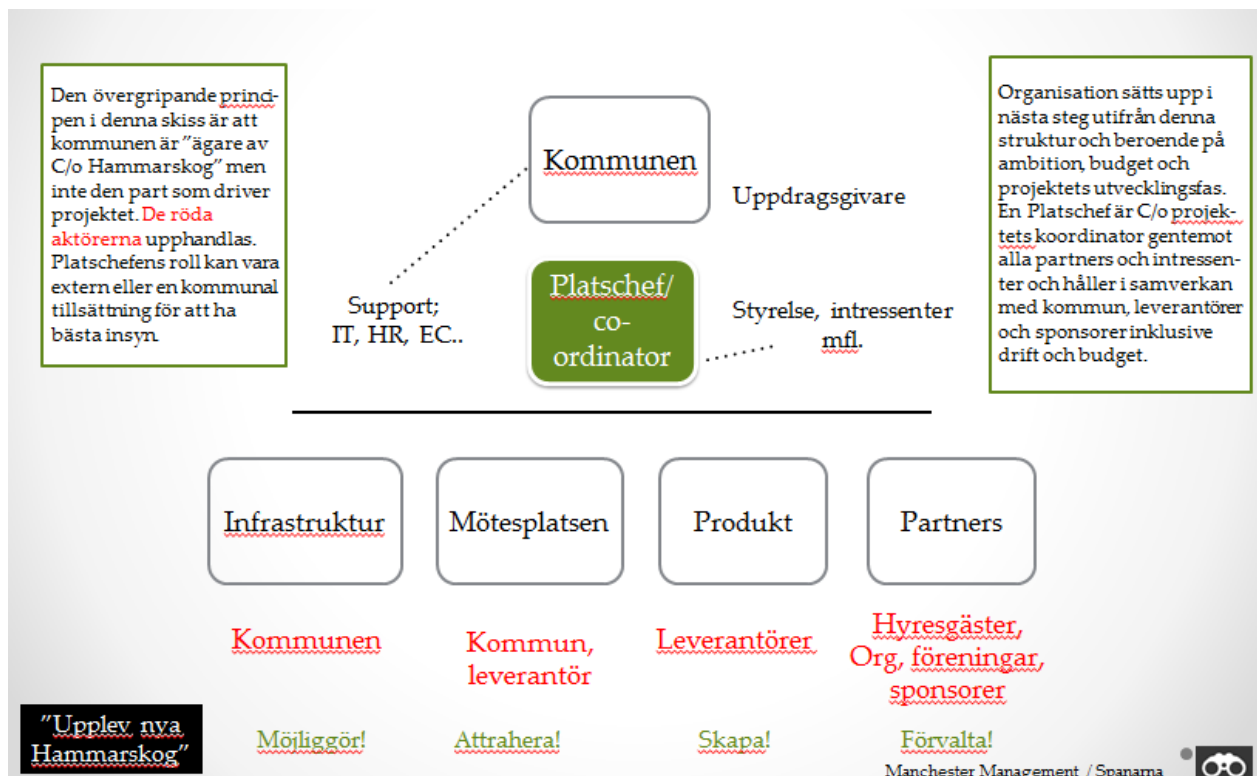 Den övergripande princi-
pen i denna skiss är att
kommunen är ”ägare av
C/o Hammarskog” men
inte den part som driver
projektet. De röda
aktörerna upphandlas.
Platschefens roll kan vara
extern eller en kommunal
tillsättning för att ha
bästa insyn.
Kommunen
Uppdragsgivare
Organisation sätts upp i
nästa steg utifrån denna
struktur och beroende på
ambition, budget och
projektets utvecklingsfas.
En Platschef är C/o projek-
tets koordinator gentemot
alla partners och intressen-
ter och håller i samverkan
med kommun, leverantörer
och sponsorer inklusive
drift och budget.
Support;
IT, HR, EC..
Platschef/
co-
ordinator
Styrelse, intressenter
mfl.
Infrastruktur
Mötesplatsen
Produkt
Partners
Kommunen
Kommun,
leverantör
Leverantörer
Hyresgäster,
Org, föreningar,
sponsorer
”Upplev nya
Hammarskog”
Möjliggör!
Attrahera!
Skapa!
Förvalta!
Manchester Management / Spanarna